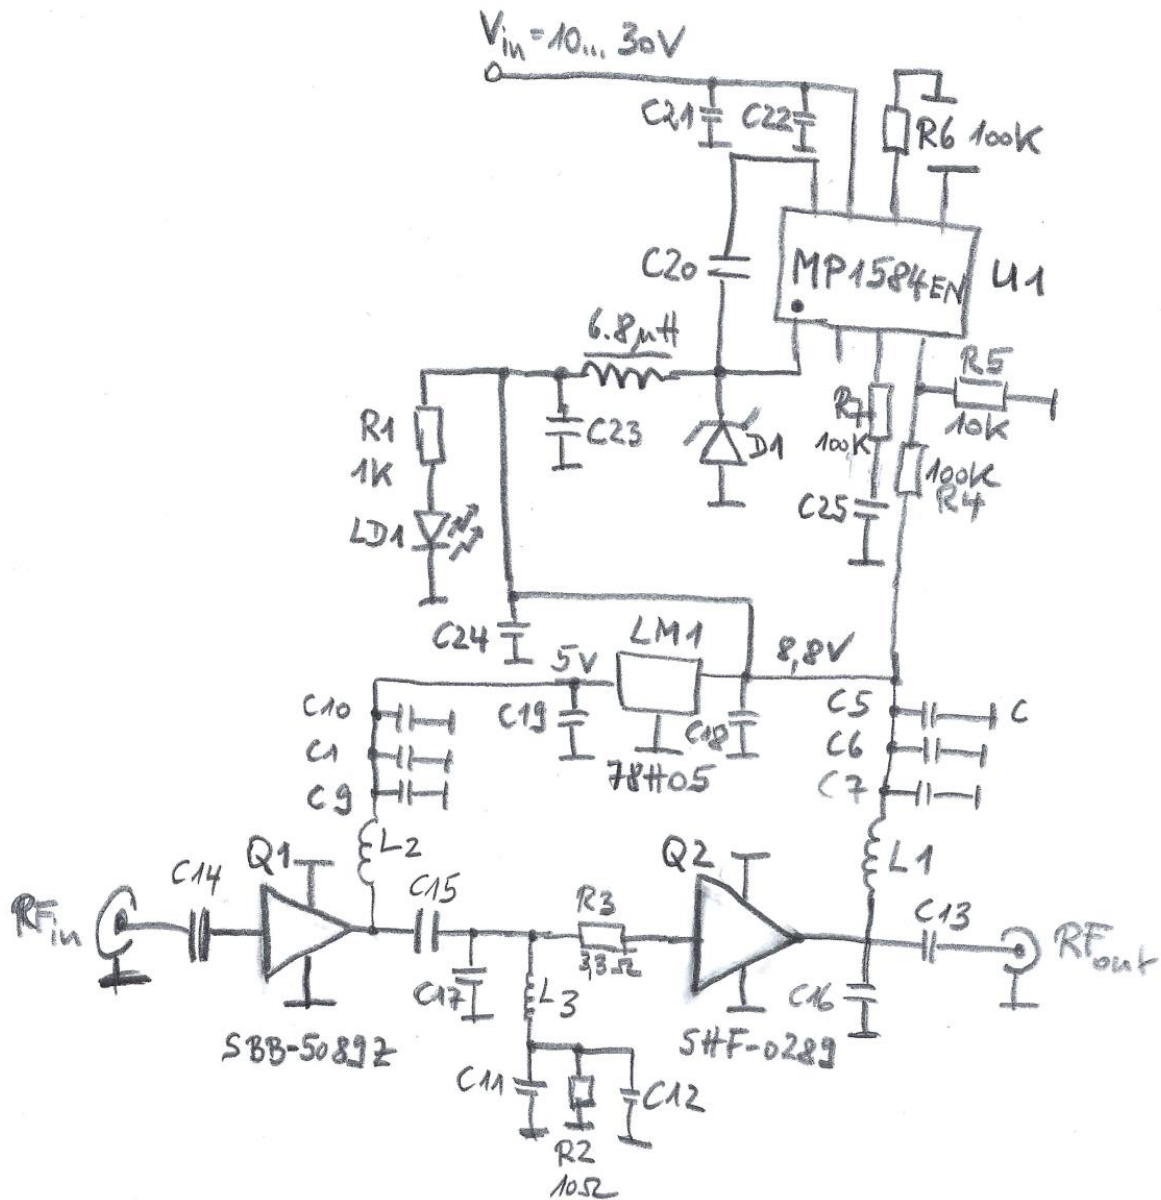 Vin = 10... 30V
C21
C22
R6 100K
C20
MP1584EN
U1
6.8µH
R5
10K
R1
1K
C23
D1
R7
100K
100K
R4
LD1
C25
C24
LM1
5V
8,8V
C10
C19
C18
C5
C
C1
C6
78H05
C9
C7
L2
L1
Q1
Q2
C14
C15
R3
C13
RFin
3,3Ω
RFout
C17
L3
C16
SBB-5089Z
SHF-0289
C11
C12
R2
10Ω